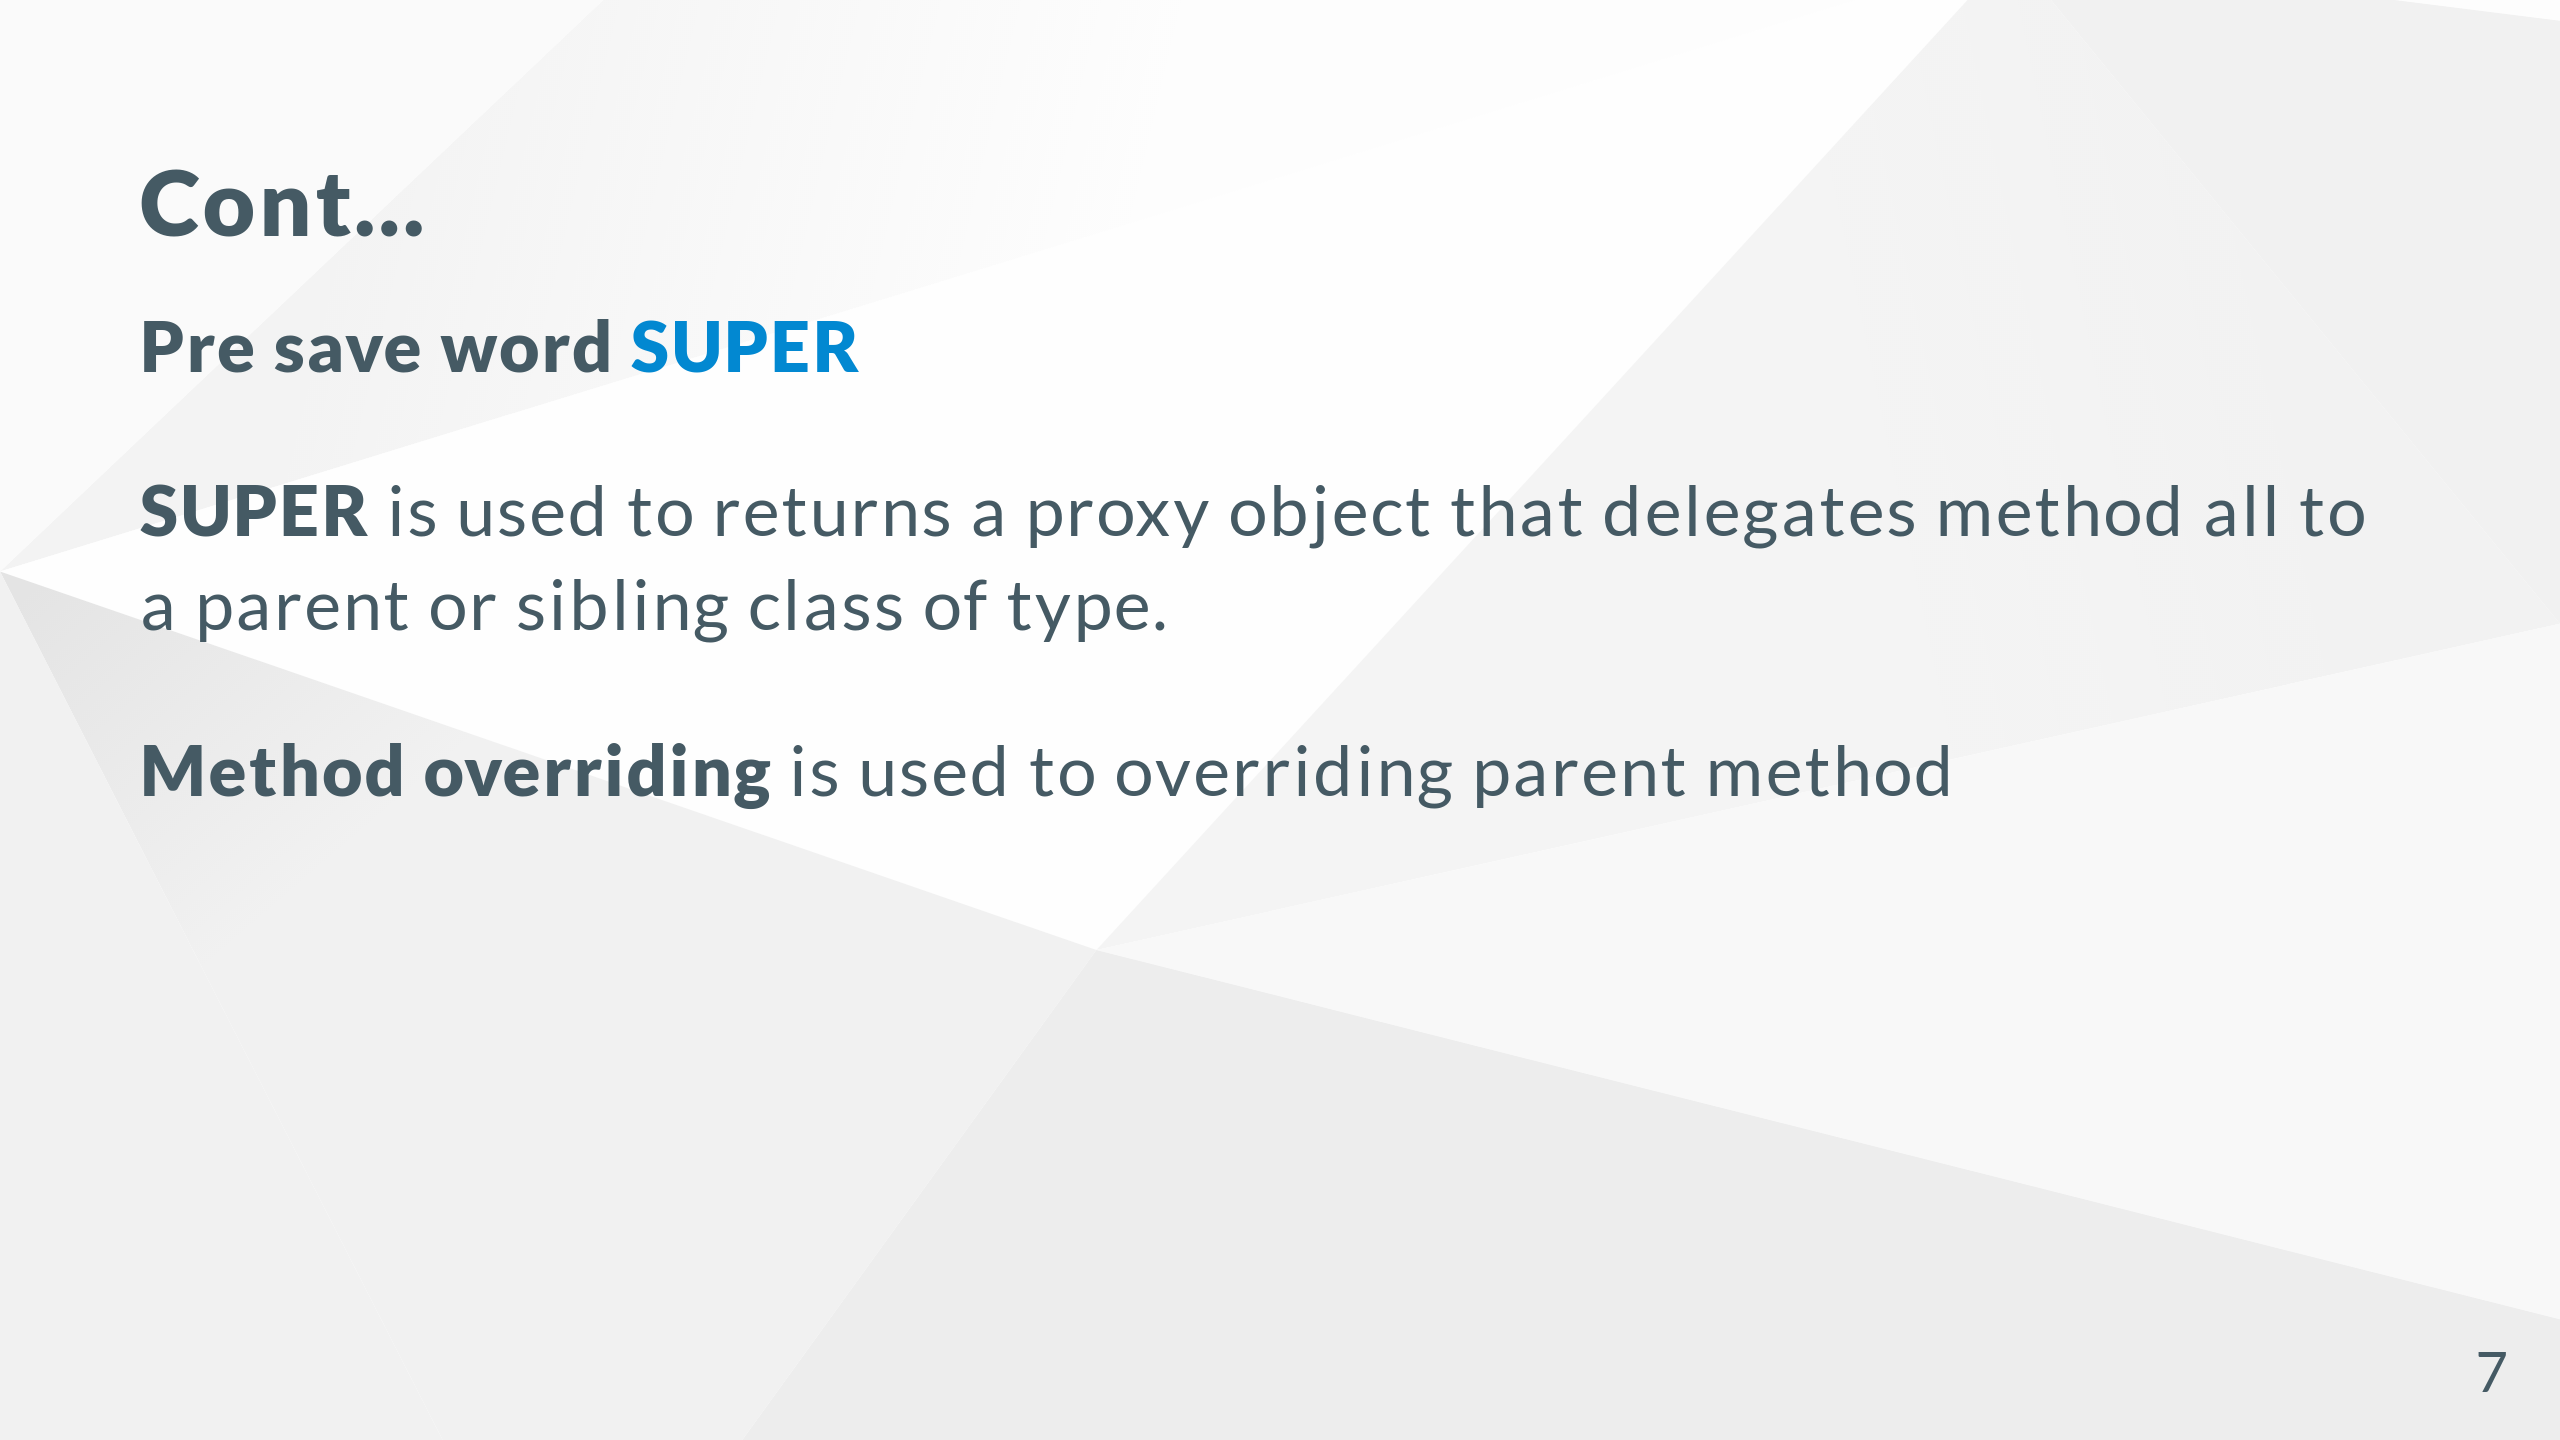 Cont...
Pre save word SUPER
SUPER is used to returns a proxy object that delegates method all to
a parent or sibling class of type.
Method overriding is used to overriding parent method
7